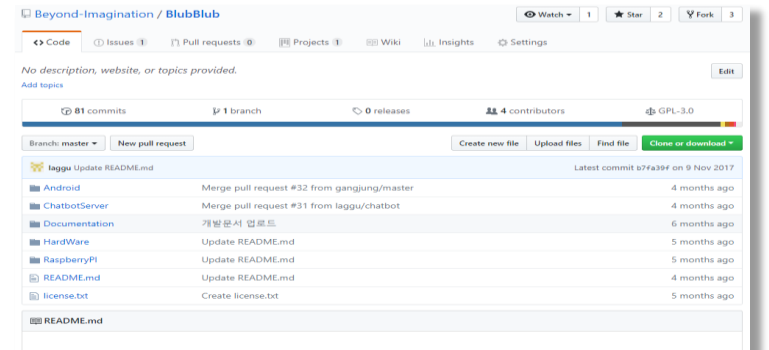 Beyond-Imagination / BlubBlub Watch 1 Star 2 Fork 3
Code Issues 1 Pull requests 0 Projects 1 Wiki Insights Settings
No description, website, or topics provided. Edit
Add topics
81 commits 1 branch 0 releases 4 contributors GPL-3.0
Branch: master New pull request Create new file Upload files Find file Clone or download
laggu Update README.md Latest commit b7fa39f on 9 Nov 2017
Android Merge pull request #32 from gangjung/master 4 months ago
ChatbotServer Merge pull request #31 from laggu/chatbot 4 months ago
Documentation 개발문서 업로드 6 months ago
HardWare Update README.md 5 months ago
RaspberryPI Update README.md 5 months ago
README.md Update README.md 4 months ago
license.txt Create license.txt 5 months ago
README.md